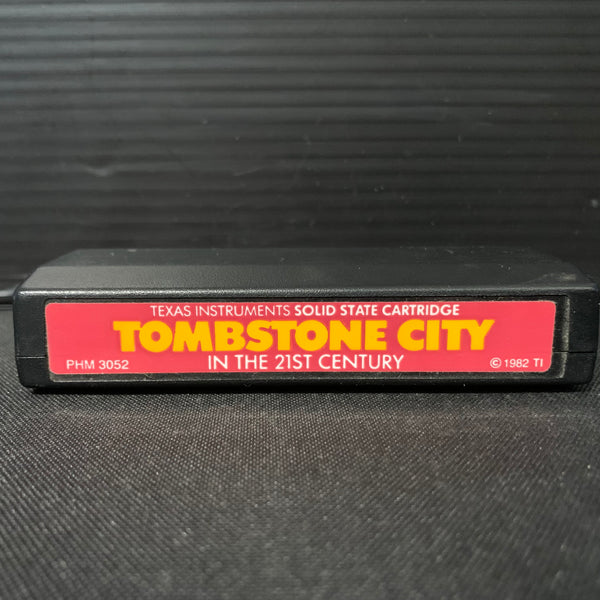 TEXAS INSTRUMENTS SOLID STATE CARTRIDGE
TOMBSTONE CITY
IN THE 21ST CENTURY
PHM 3052
© 1982 TI